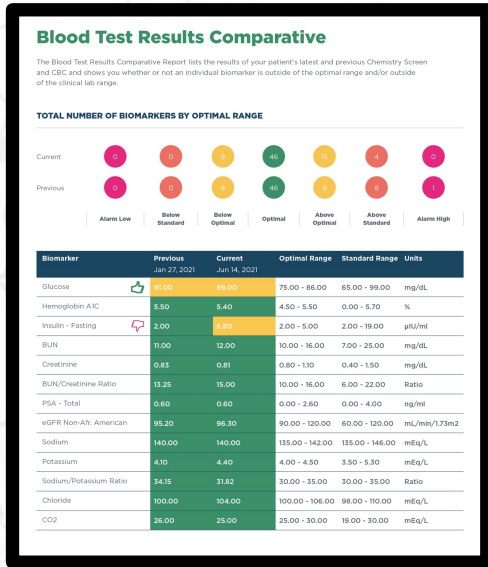 Blood Test Results Comparative
The Blood Test Results Comparative Report lists the results of your patient's latest and previous Chemistry Screen
and CBC and shows you whether or not an individual biomarker is outside of the optimal range and/or outside
of the clinical lab range.
TOTAL NUMBER OF BIOMARKERS BY OPTIMAL RANGE
Current 0 0 9 46 15 4 0
Previous 0 0 9 46 9 8 1
Alarm Low Below Standard Below Optimal Optimal Above Optimal Above Standard Alarm High
Biomarker Previous Current Optimal Range Standard Range Units
Jan 27, 2021 Jun 14, 2021
Glucose 91.00 89.00 75.00 - 86.00 65.00 - 99.00 mg/dL
Hemoglobin A1C 5.50 5.40 4.50 - 5.50 0.00 - 5.70 %
Insulin - Fasting 2.00 6.80 2.00 - 5.00 2.00 - 19.00 µIU/ml
BUN 11.00 12.00 10.00 - 16.00 7.00 - 25.00 mg/dL
Creatinine 0.83 0.81 0.80 - 1.10 0.40 - 1.50 mg/dL
BUN/Creatinine Ratio 13.25 15.00 10.00 - 16.00 6.00 - 22.00 Ratio
PSA - Total 0.60 0.60 0.00 - 2.60 0.00 - 4.00 ng/ml
eGFR Non-Afr. American 95.20 96.30 90.00 - 120.00 60.00 - 120.00 mL/min/1.73m2
Sodium 140.00 140.00 135.00 - 142.00 135.00 - 146.00 mEq/L
Potassium 4.10 4.40 4.00 - 4.50 3.50 - 5.30 mEq/L
Sodium/Potassium Ratio 34.15 31.82 30.00 - 35.00 30.00 - 35.00 Ratio
Chloride 100.00 104.00 100.00 - 106.00 98.00 - 110.00 mEq/L
CO2 26.00 25.00 25.00 - 30.00 19.00 - 30.00 mEq/L